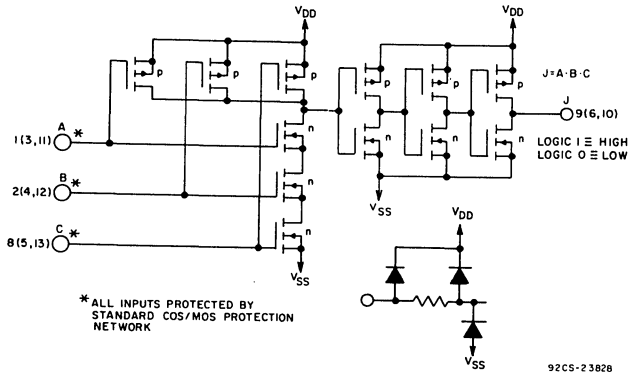 VDD
VDD
p
p
p
p
p
p
J=A·B·C
J
9(6,10)
A
*
1(3,11)
n
n
n
n
LOGIC 1 ≡ HIGH
LOGIC 0 ≡ LOW
B
*
2(4,12)
n
VSS
VDD
C
*
8(5,13)
n
VSS
* ALL INPUTS PROTECTED BY
STANDARD COS/MOS PROTECTION
NETWORK
VSS
92CS-23828